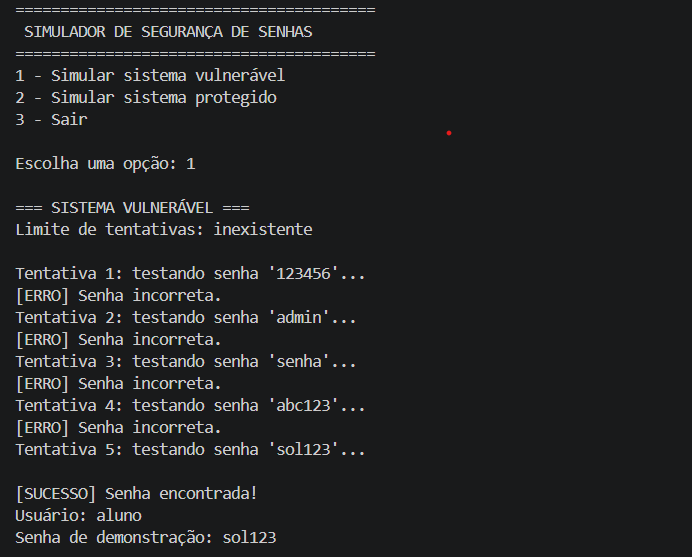 ========================================
SIMULADOR DE SEGURANÇA DE SENHAS
========================================
1 - Simular sistema vulnerável
2 - Simular sistema protegido
3 - Sair
Escolha uma opção: 1
=== SISTEMA VULNERÁVEL ===
Limite de tentativas: inexistente
Tentativa 1: testando senha '123456'...
[ERRO] Senha incorreta.
Tentativa 2: testando senha 'admin'...
[ERRO] Senha incorreta.
Tentativa 3: testando senha 'senha'...
[ERRO] Senha incorreta.
Tentativa 4: testando senha 'abc123'...
[ERRO] Senha incorreta.
Tentativa 5: testando senha 'sol123'...
[SUCESSO] Senha encontrada!
Usuário: aluno
Senha de demonstração: sol123